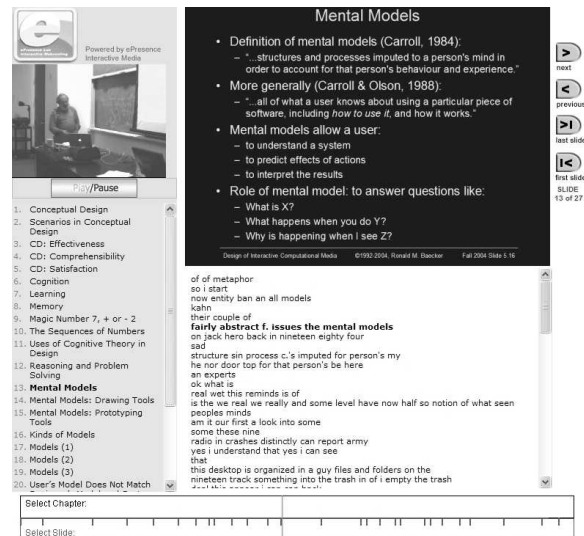 ePresence
Powered by ePresence
Interactive Media
Play/Pause
1. Conceptual Design
2. Scenarios in Conceptual
Design
3. CD: Effectiveness
4. CD: Comprehensibility
5. CD: Satisfaction
6. Cognition
7. Learning
8. Memory
9. Magic Number 7, + or - 2
10. The Sequences of Numbers
11. Uses of Cognitive Theory in
Design
12. Reasoning and Problem
Solving
13. Mental Models
14. Mental Models: Drawing Tools
15. Mental Models: Prototyping
Tools
16. Kinds of Models
17. Models (1)
18. Models (2)
19. Models (3)
20. User's Model Does Not Match
Mental Models
• Definition of mental models (Carroll, 1984):
– "...structures and processes imputed to a person's mind in
order to account for that person's behaviour and experience."
• More generally (Carroll & Olson, 1988):
– "...all of what a user knows about using a particular piece of
software, including how to use it, and how it works."
• Mental models allow a user:
– to understand a system
– to predict effects of actions
– to interpret the results
• Role of mental model: to answer questions like:
– What is X?
– What happens when you do Y?
– Why is happening when I see Z?
Design of Interactive Computational Media ©1992-2004, Ronald M. Baecker Fall 2004 Slide 5.16
next
previous
last slide
first slide
SLIDE
13 of 27
of of metaphor
so i start
now entity ban an all models
kahn
their couple of
fairly abstract f. issues the mental models
on jack hero back in nineteen eighty four
sad
structure sin process c.'s imputed for person's my
he nor door top for that person's be here
an experts
ok what is
real wet this reminds is of
is the we real we really and some level have now half so notion of what seen
peoples minds
am it our first a look into some
some these nine
radio in crashes distinctly can report army
yes i understand that yes i can see
that
this desktop is organized in a guy files and folders on the
nineteen track something into the trash in of i empty the trash
Select Chapter:
Select Slide: